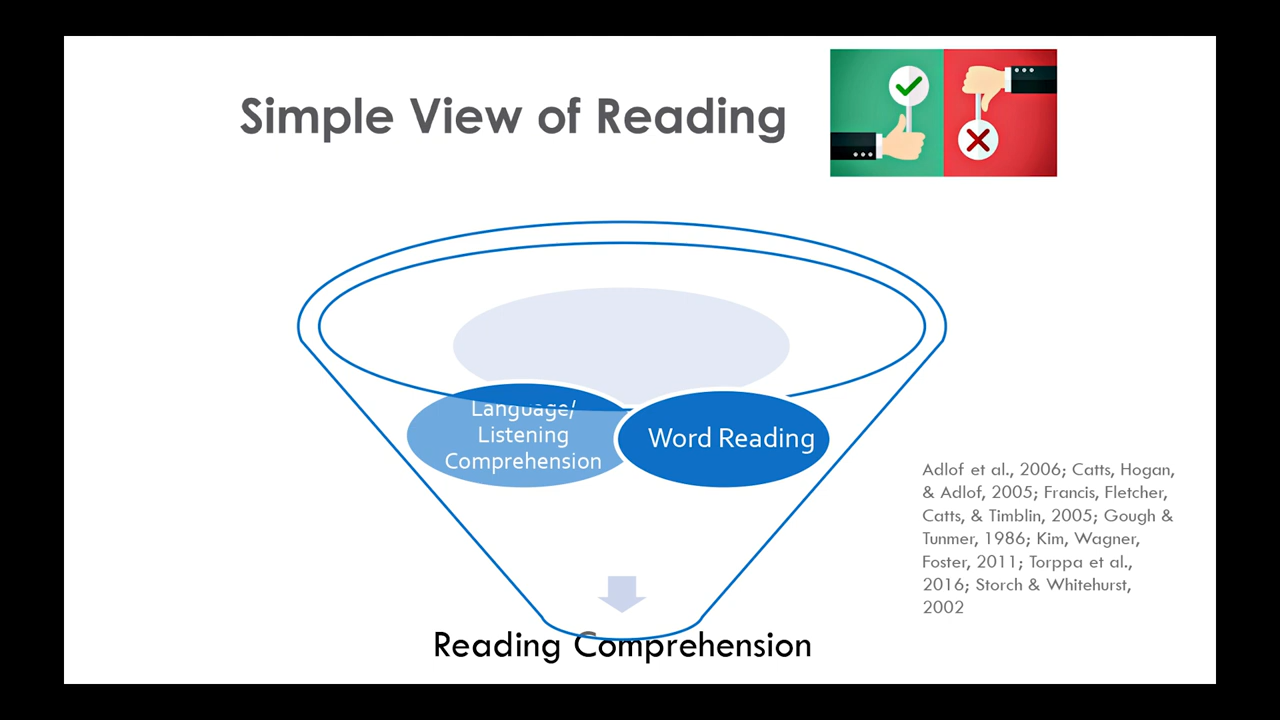 Simple View of Reading
Language/
Listening
Comprehension
Word Reading
Adlof et al., 2006; Catts, Hogan,
& Adlof, 2005; Francis, Fletcher,
Catts, & Timblin, 2005; Gough &
Tunmer, 1986; Kim, Wagner,
Foster, 2011; Torppa et al.,
2016; Storch & Whitehurst,
2002
Reading Comprehension